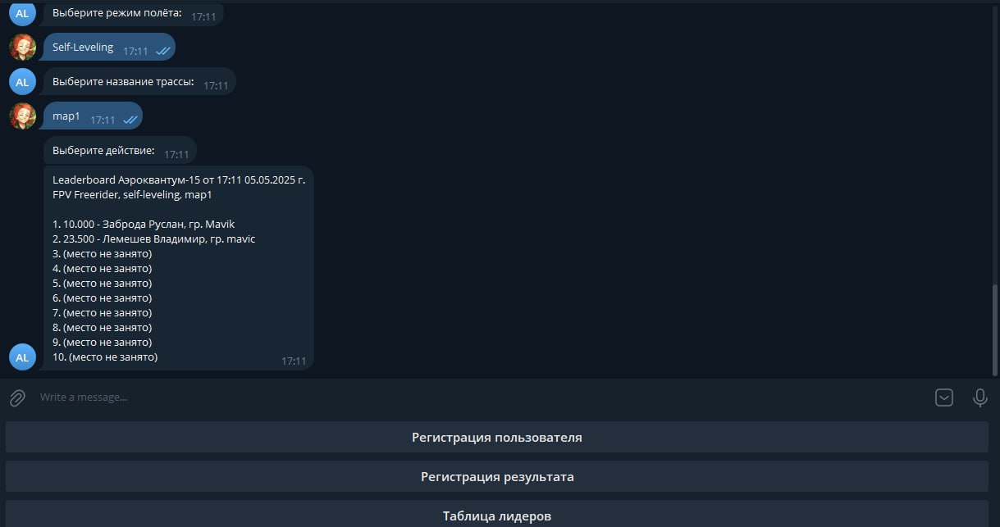 AL
Выберите режим полёта:
17:11
Self-Leveling
17:11
AL
Выберите название трассы:
17:11
map1
17:11
Выберите действие:
17:11
Leaderboard Аэроквантум-15 от 17:11 05.05.2025 г.
FPV Freerider, self-leveling, map1
1. 10.000 - Заброда Руслан, гр. Mavik
2. 23.500 - Лемешев Владимир, гр. mavic
3. (место не занято)
4. (место не занято)
5. (место не занято)
6. (место не занято)
7. (место не занято)
8. (место не занято)
9. (место не занято)
10. (место не занято)
AL
17:11
Write a message...
Регистрация пользователя
Регистрация результата
Таблица лидеров